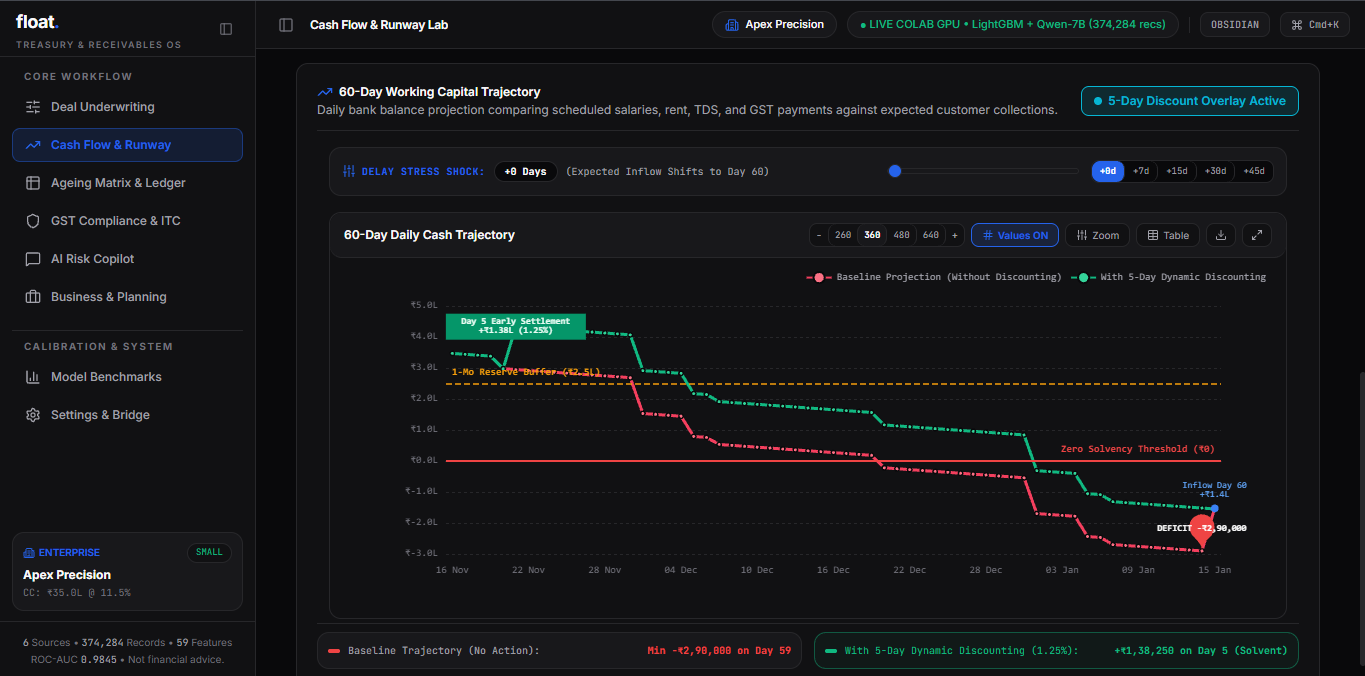 float.
TREASURY & RECEIVABLES OS
CORE WORKFLOW
Deal Underwriting
Cash Flow & Runway
Ageing Matrix & Ledger
GST Compliance & ITC
AI Risk Copilot
Business & Planning
CALIBRATION & SYSTEM
Model Benchmarks
Settings & Bridge
ENTERPRISE SMALL
Apex Precision
CC: ₹35.0L @ 11.5%
6 Sources • 374,284 Records • 59 Features
ROC-AUC 0.9845 • Not financial advice.
Cash Flow & Runway Lab
Apex Precision
● LIVE COLAB GPU • LightGBM + Qwen-7B (374,284 recs)
OBSIDIAN
⌘ Cmd+K
60-Day Working Capital Trajectory
Daily bank balance projection comparing scheduled salaries, rent, TDS, and GST payments against expected customer collections.
5-Day Discount Overlay Active
DELAY STRESS SHOCK: +0 Days (Expected Inflow Shifts to Day 60)
+0d +7d +15d +30d +45d
60-Day Daily Cash Trajectory
- 260 360 480 640 +
# Values ON
Zoom
Table
Baseline Projection (Without Discounting)
With 5-Day Dynamic Discounting
₹5.0L
₹4.0L
₹3.0L
₹2.0L
₹1.0L
₹0.0L
₹-1.0L
₹-2.0L
₹-3.0L
Day 5 Early Settlement
+₹1.38L (1.25%)
1-Mo Reserve Buffer (₹2.5L)
Zero Solvency Threshold (₹0)
Inflow Day 60
+₹1.4L
DEFICIT -₹2,90,000
16 Nov 22 Nov 28 Nov 04 Dec 10 Dec 16 Dec 22 Dec 28 Dec 03 Jan 09 Jan 15 Jan
Baseline Trajectory (No Action): Min -₹2,90,000 on Day 59
With 5-Day Dynamic Discounting (1.25%): +₹1,38,250 on Day 5 (Solvent)